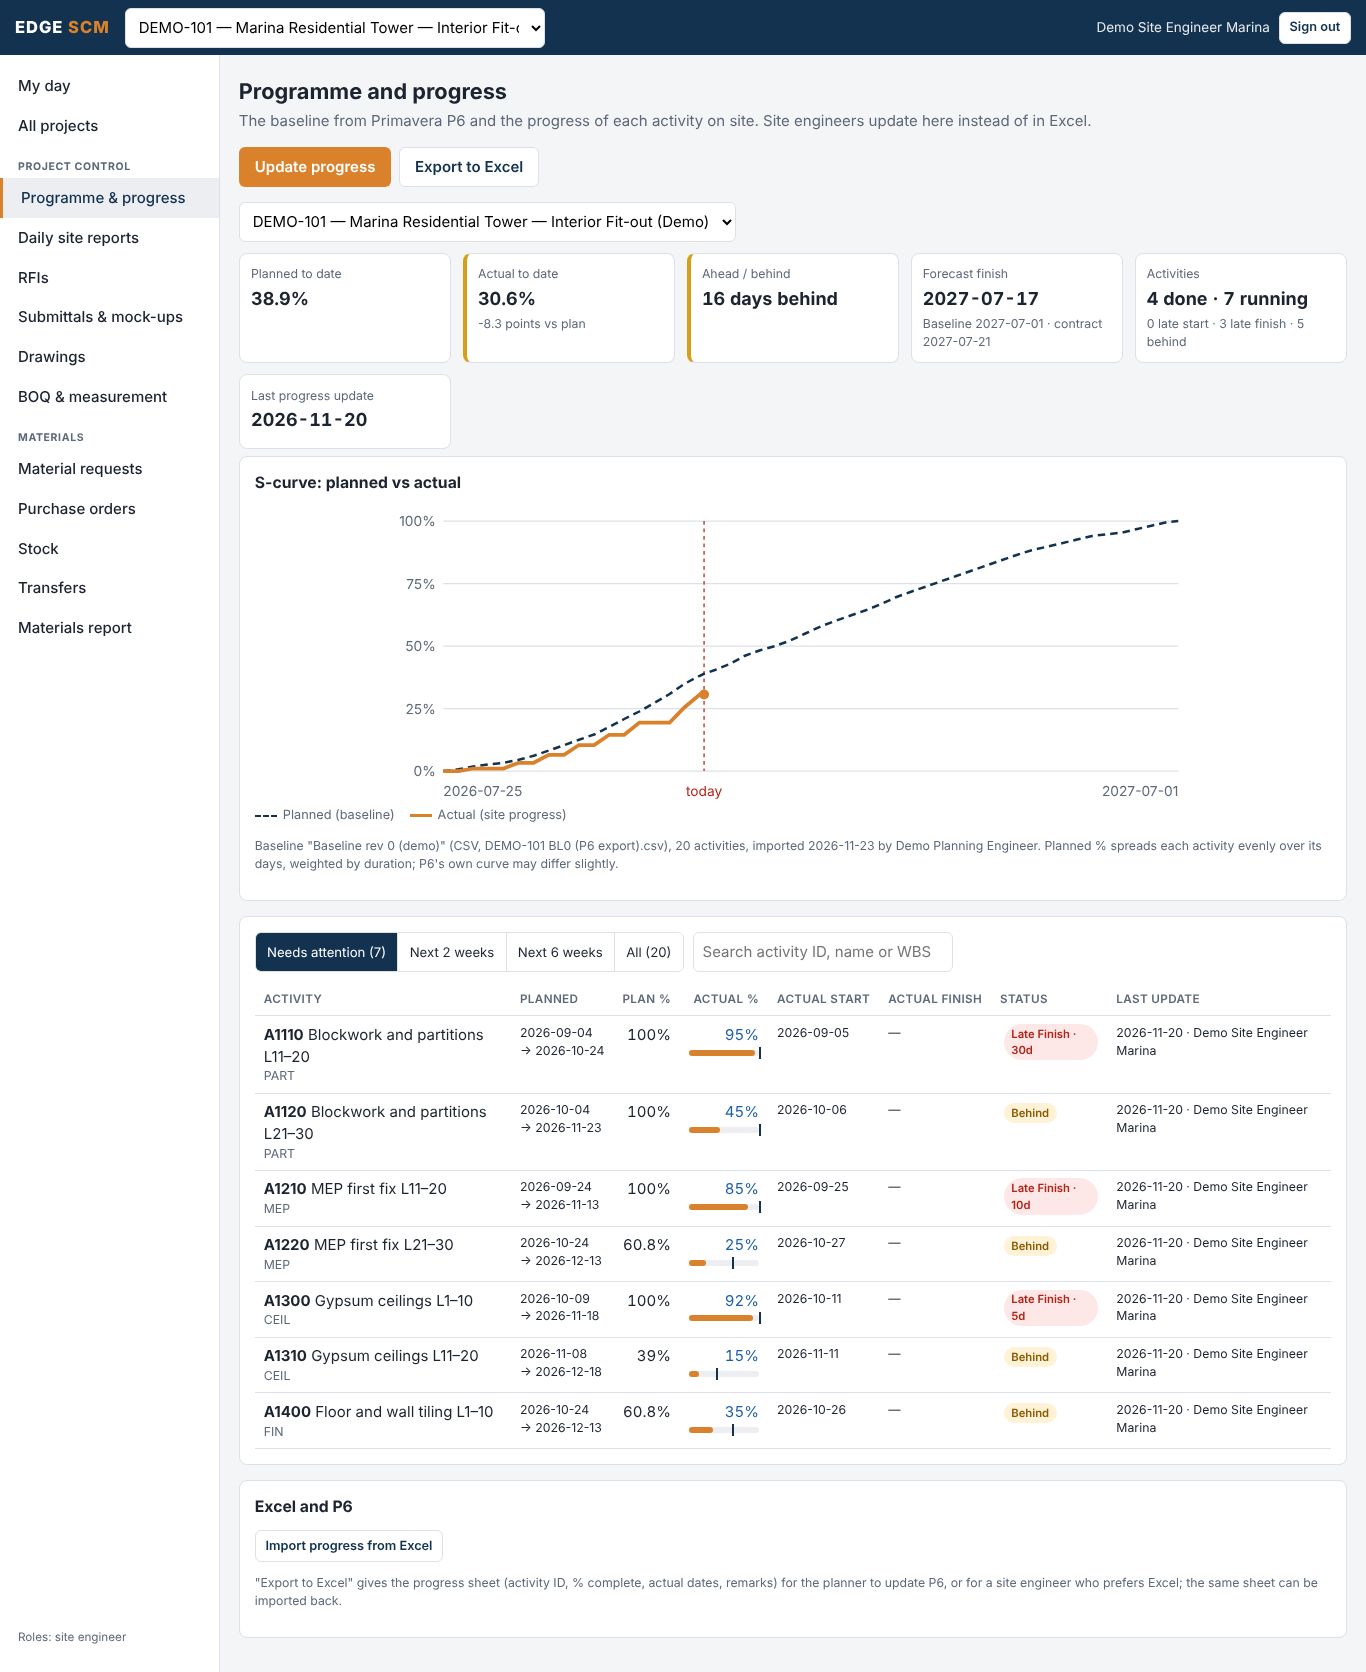 EDGE SCM
DEMO-101 — Marina Residential Tower — Interior Fit-
Demo Site Engineer Marina
Sign out
My day
All projects
PROJECT CONTROL
Programme & progress
Daily site reports
RFIs
Submittals & mock-ups
Drawings
BOQ & measurement
MATERIALS
Material requests
Purchase orders
Stock
Transfers
Materials report
Roles: site engineer
Programme and progress
The baseline from Primavera P6 and the progress of each activity on site. Site engineers update here instead of in Excel.
Update progress
Export to Excel
DEMO-101 — Marina Residential Tower — Interior Fit-out (Demo)
Planned to date
38.9%
Actual to date
30.6%
-8.3 points vs plan
Ahead / behind
16 days behind
Forecast finish
2027-07-17
Baseline 2027-07-01 · contract
2027-07-21
Activities
4 done · 7 running
0 late start · 3 late finish · 5
behind
Last progress update
2026-11-20
S-curve: planned vs actual
100%
75%
50%
25%
0%
2026-07-25
today
2027-07-01
Planned (baseline)
Actual (site progress)
Baseline "Baseline rev 0 (demo)" (CSV, DEMO-101 BL0 (P6 export).csv), 20 activities, imported 2026-11-23 by Demo Planning Engineer. Planned % spreads each activity evenly over its
days, weighted by duration; P6's own curve may differ slightly.
Needs attention (7)
Next 2 weeks
Next 6 weeks
All (20)
Search activity ID, name or WBS
ACTIVITY PLANNED PLAN % ACTUAL % ACTUAL START ACTUAL FINISH STATUS LAST UPDATE
A1110 Blockwork and partitions 2026-09-04 100% 95% 2026-09-05 — Late Finish · 2026-11-20 · Demo Site Engineer
L11–20 → 2026-10-24 30d Marina
PART
A1120 Blockwork and partitions 2026-10-04 100% 45% 2026-10-06 — Behind 2026-11-20 · Demo Site Engineer
L21–30 → 2026-11-23 Marina
PART
A1210 MEP first fix L11–20 2026-09-24 100% 85% 2026-09-25 — Late Finish · 2026-11-20 · Demo Site Engineer
MEP → 2026-11-13 10d Marina
A1220 MEP first fix L21–30 2026-10-24 60.8% 25% 2026-10-27 — Behind 2026-11-20 · Demo Site Engineer
MEP → 2026-12-13 Marina
A1300 Gypsum ceilings L1–10 2026-10-09 100% 92% 2026-10-11 — Late Finish · 2026-11-20 · Demo Site Engineer
CEIL → 2026-11-18 5d Marina
A1310 Gypsum ceilings L11–20 2026-11-08 39% 15% 2026-11-11 — Behind 2026-11-20 · Demo Site Engineer
CEIL → 2026-12-18 Marina
A1400 Floor and wall tiling L1–10 2026-10-24 60.8% 35% 2026-10-26 — Behind 2026-11-20 · Demo Site Engineer
FIN → 2026-12-13 Marina
Excel and P6
Import progress from Excel
"Export to Excel" gives the progress sheet (activity ID, % complete, actual dates, remarks) for the planner to update P6, or for a site engineer who prefers Excel; the same sheet can be
imported back.